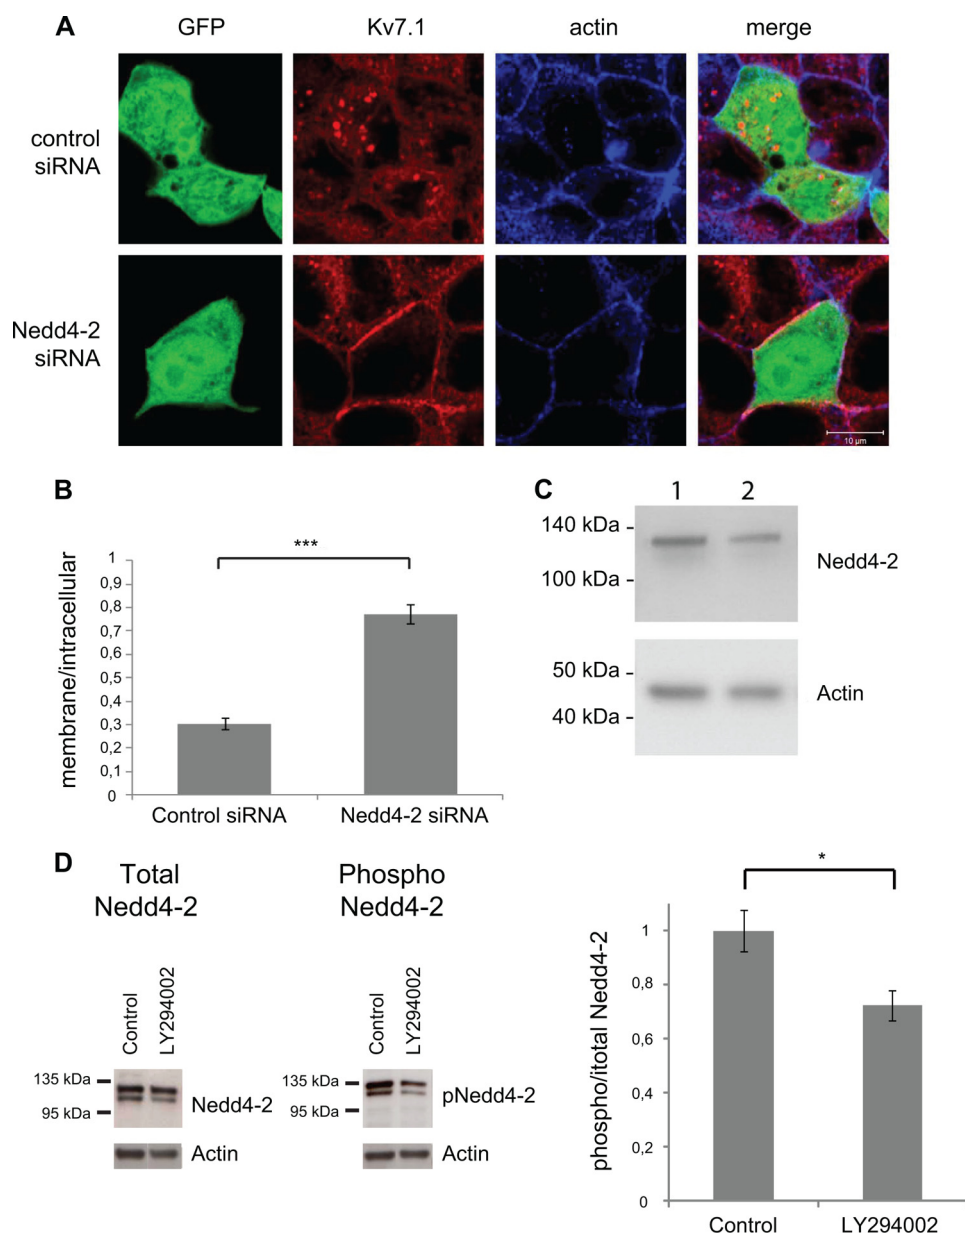 A
GFP Kv7.1 actin merge
control
siRNA
Nedd4-2
siRNA
10 µm
B
***
membrane/intracellular
1
0,9
0,8
0,7
0,6
0,5
0,4
0,3
0,2
0,1
0
Control siRNA Nedd4-2 siRNA
C
1 2
140 kDa
100 kDa
Nedd4-2
50 kDa
40 kDa
Actin
D
Total
Nedd4-2
Control
LY294002
135 kDa
95 kDa
Nedd4-2
Actin
Phospho
Nedd4-2
Control
LY294002
135 kDa
95 kDa
pNedd4-2
Actin
*
phospho/itotal Nedd4-2
1
0,8
0,6
0,4
0,2
0
Control LY294002